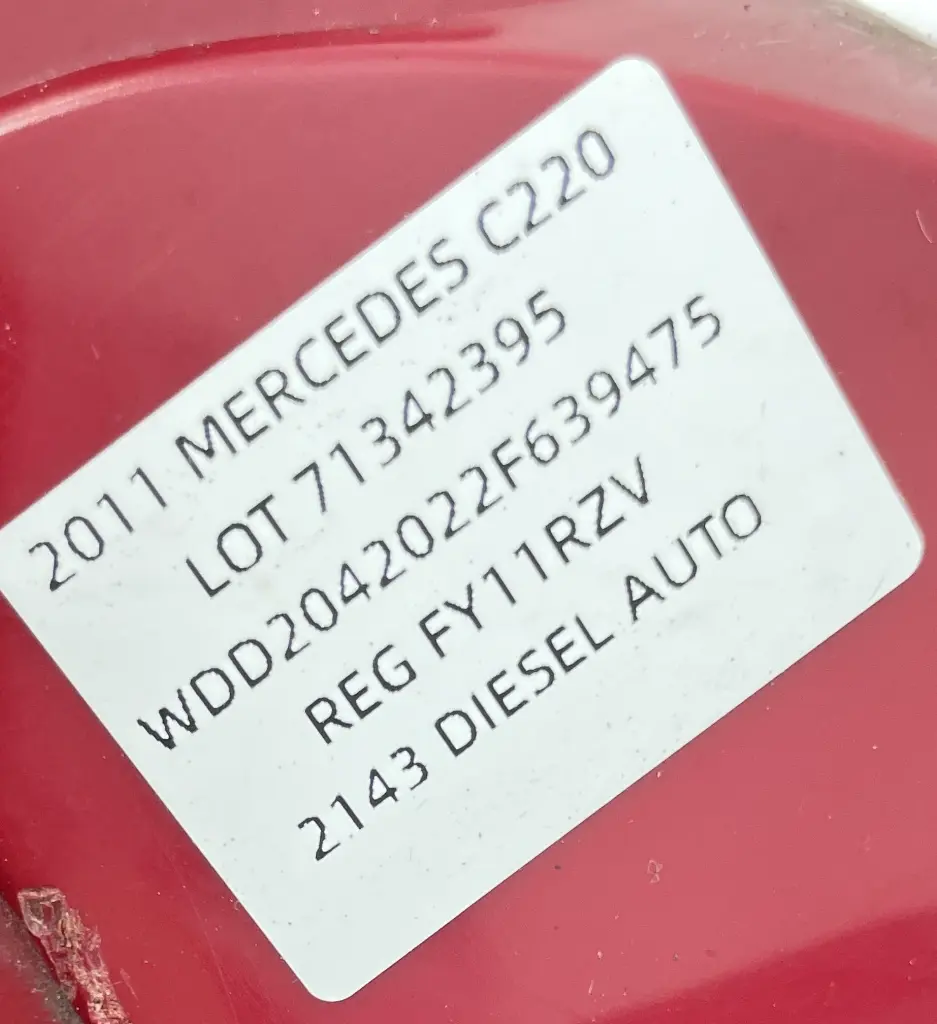 2011 MERCEDES C220
LOT 71342395
WDD2042022F639475
REG FY11RZV
2143 DIESEL AUTO